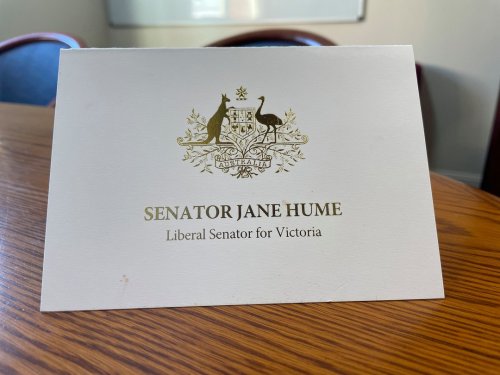 AUSTRALIA
SENATOR JANE HUME
Liberal Senator for Victoria